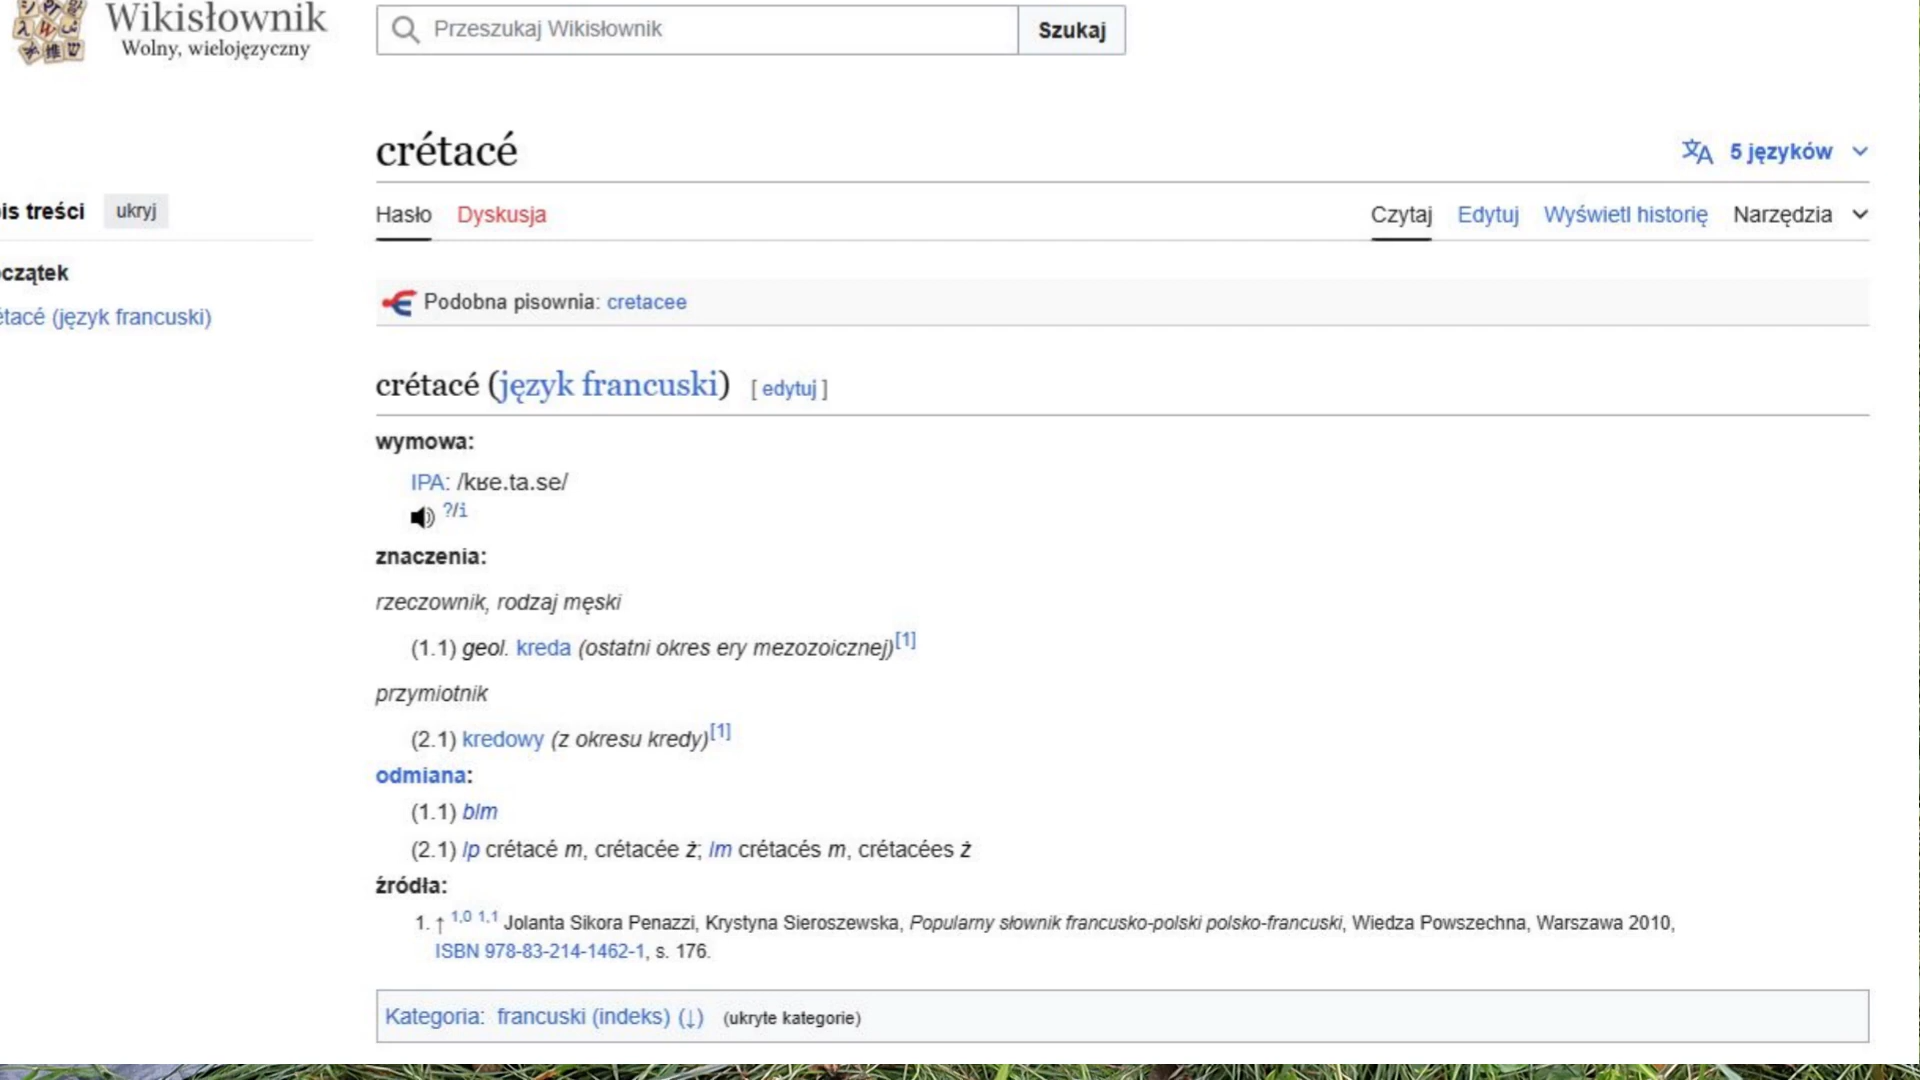 Wikisłownik
Wolny, wielojęzyczny
Przeszukaj Wikisłownik
Szukaj
crétacé
5 języków
is treści ukryj
Hasło Dyskusja
Czytaj Edytuj Wyświetl historię Narzędzia
czątek
Podobna pisownia: cretacee
étacé (język francuski)
crétacé (język francuski) [ edytuj ]
wymowa:
IPA: /kʁe.ta.se/
?/i
znaczenia:
rzeczownik, rodzaj męski
(1.1) geol. kreda (ostatni okres ery mezozoicznej)[1]
przymiotnik
(2.1) kredowy (z okresu kredy)[1]
odmiana:
(1.1) blm
(2.1) lp crétacé m, crétacée ż; lm crétacés m, crétacées ż
źródła:
1. ↑ 1,0 1,1 Jolanta Sikora Penazzi, Krystyna Sieroszewska, Popularny słownik francusko-polski polsko-francuski, Wiedza Powszechna, Warszawa 2010,
ISBN 978-83-214-1462-1, s. 176.
Kategoria: francuski (indeks) (↓) (ukryte kategorie)